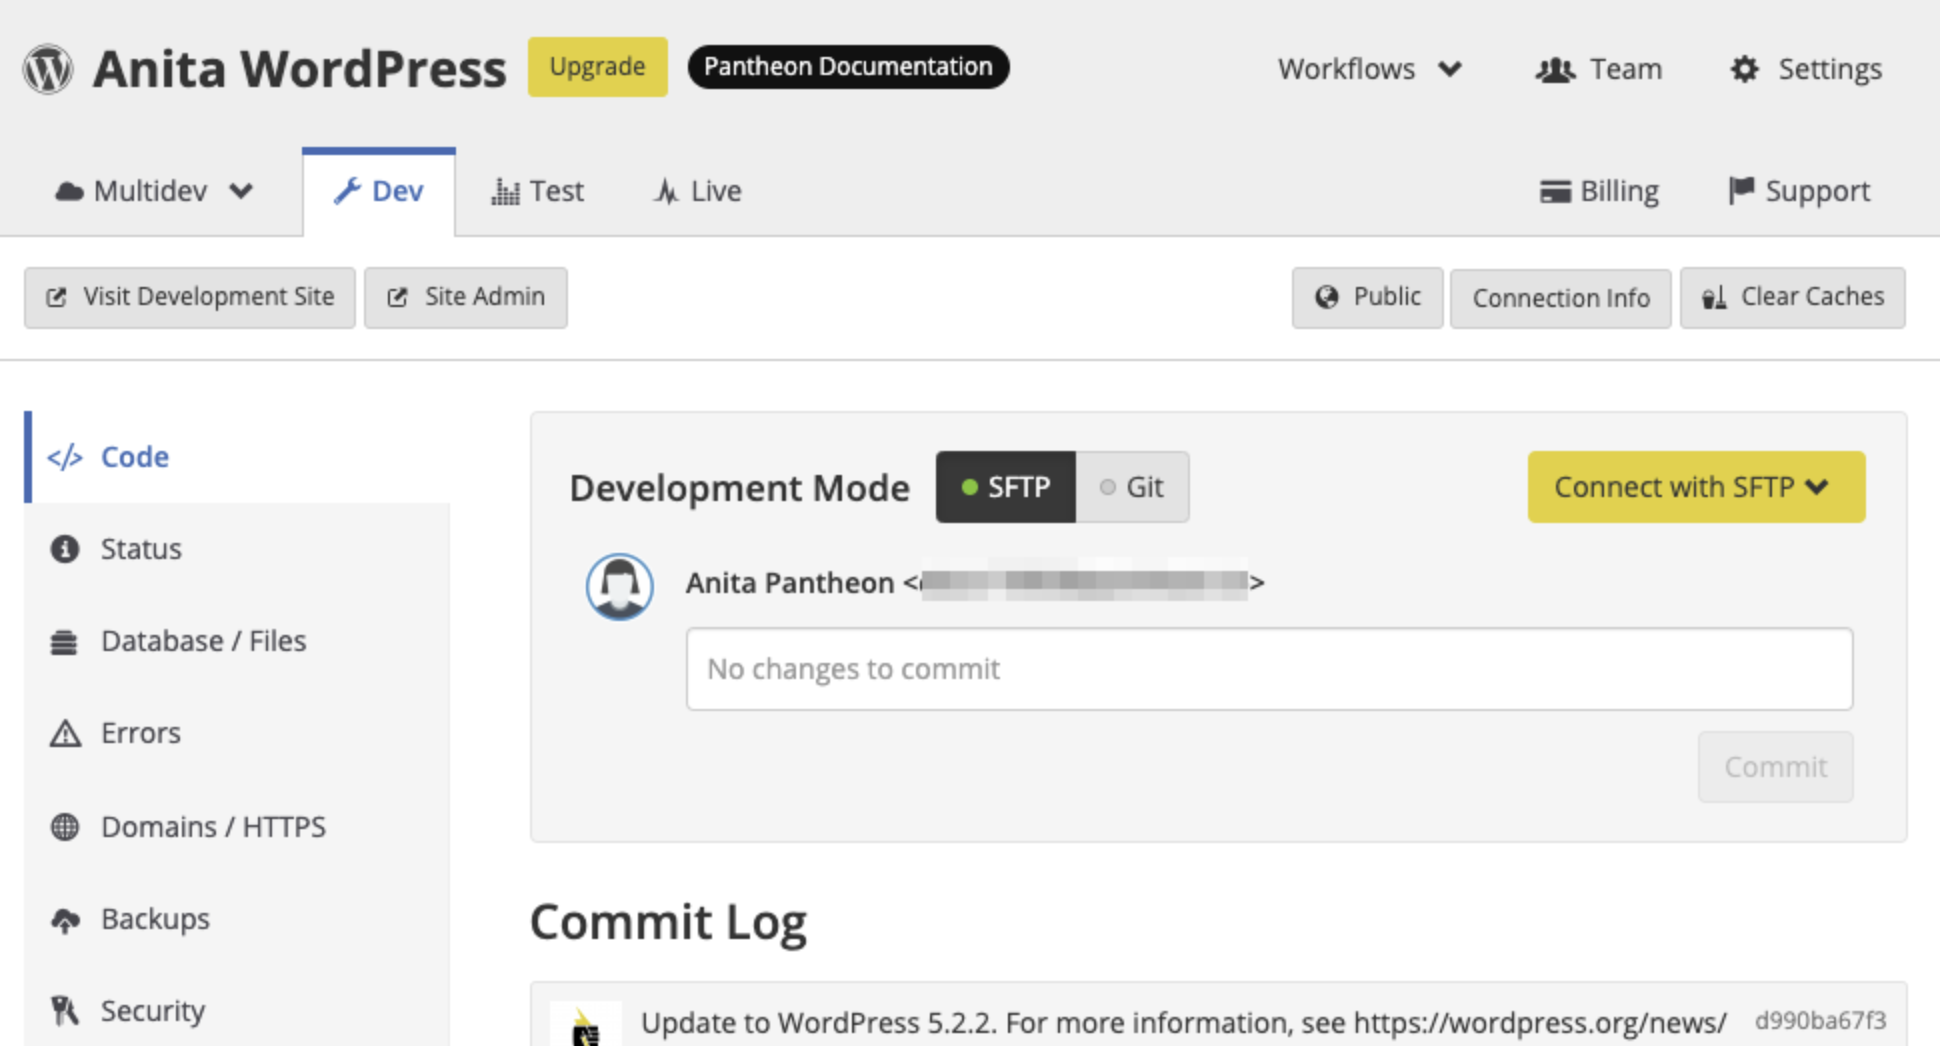 Anita WordPress Upgrade Pantheon Documentation Workflows Team Settings
Multidev Dev Test Live Billing Support
Visit Development Site Site Admin Public Connection Info Clear Caches
Code
Development Mode SFTP Git Connect with SFTP
Status
Anita Pantheon < >
Database / Files
No changes to commit
Errors
Commit
Domains / HTTPS
Backups
Commit Log
Security
Update to WordPress 5.2.2. For more information, see https://wordpress.org/news/ d990ba67f3